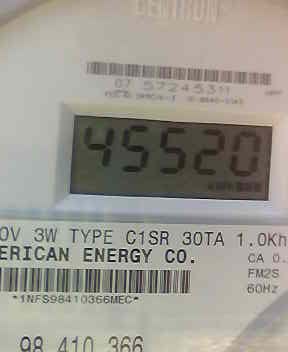 CENTRON
07 57245311
45520
0V 3W TYPE C1SR 30TA 1.0Kh
ERICAN ENERGY CO.
CA 0.
*1NFS98410366MEC*
FM2S
60Hz
98 410 366